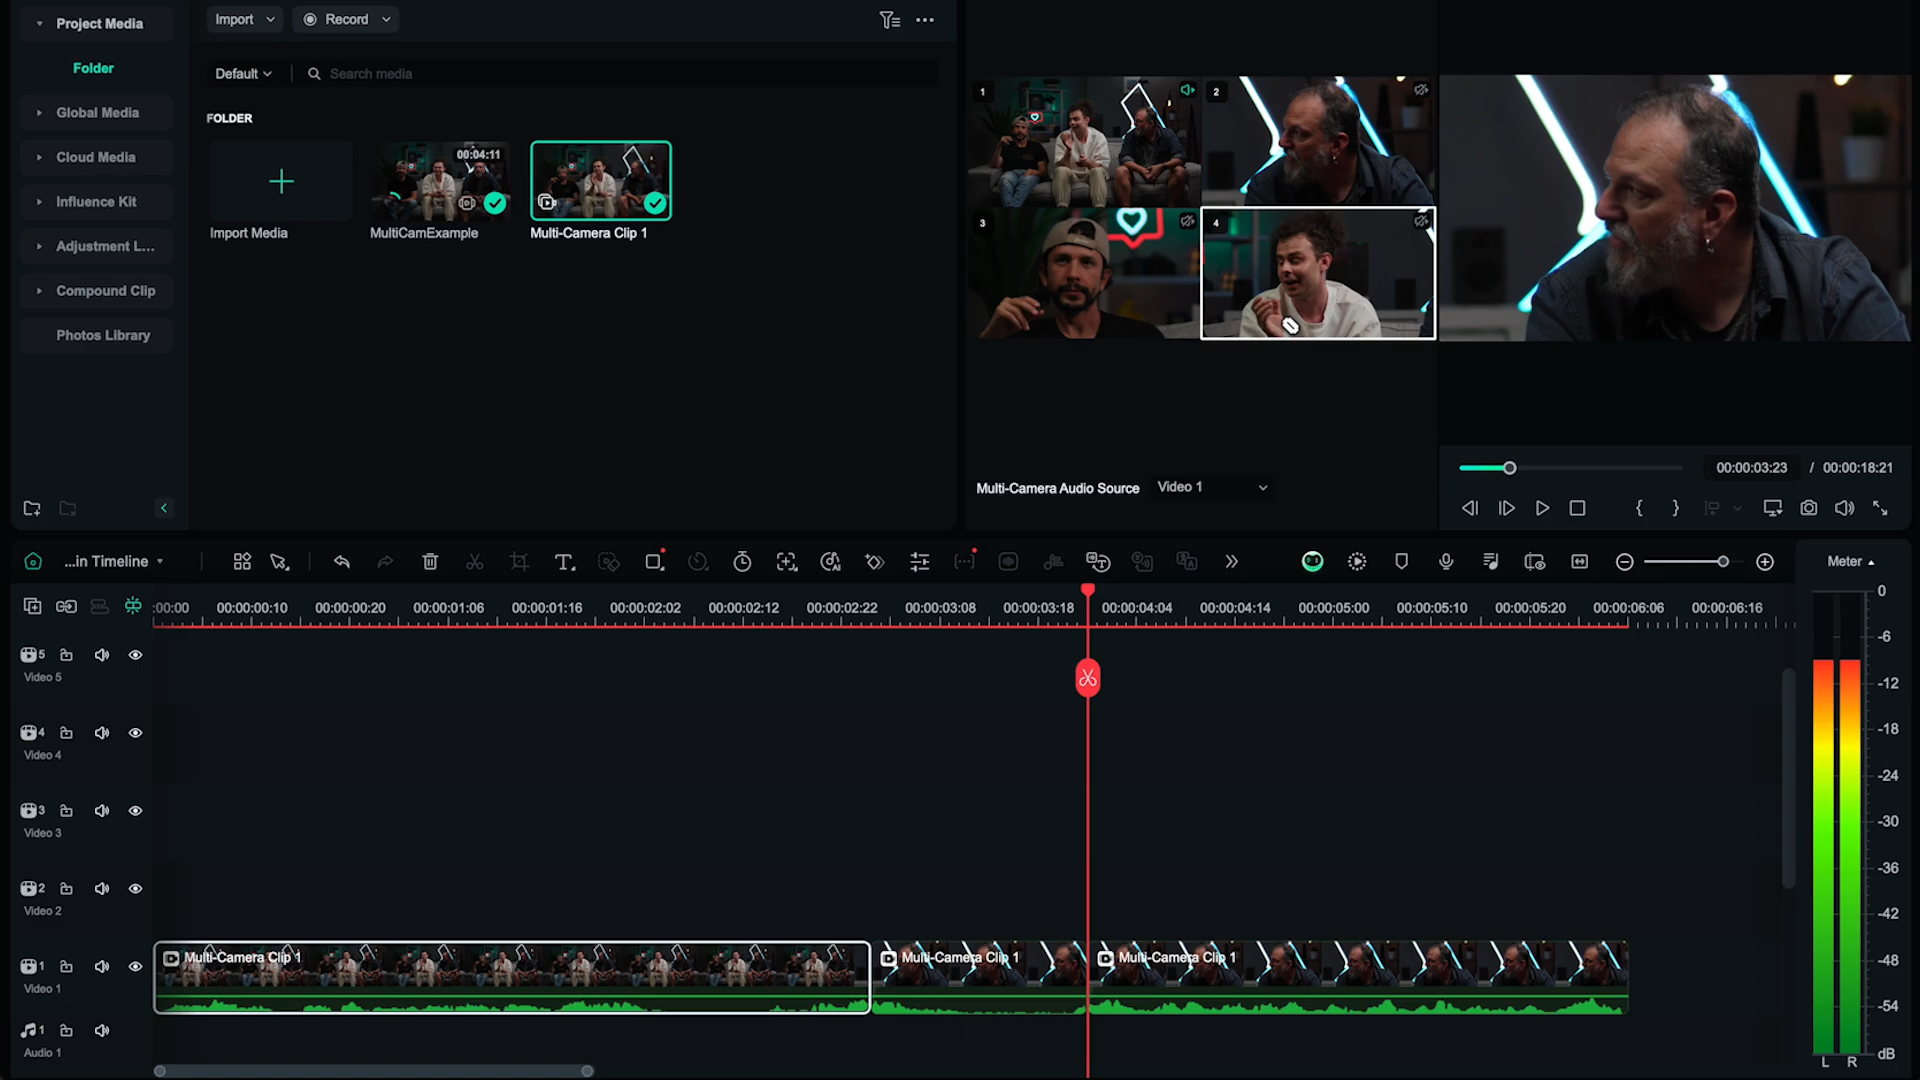 Project Media
Import
Record
Folder
Default
Search media
Global Media
FOLDER
Cloud Media
00:04:11
Influence Kit
Import Media
MultiCamExample
Multi-Camera Clip 1
Adjustment L...
Compound Clip
Photos Library
1
2
3
4
Multi-Camera Audio Source
Video 1
00:00:03:23 / 00:00:18:21
...in Timeline
Meter
:00:00
00:00:00:10
00:00:00:20
00:00:01:06
00:00:01:16
00:00:02:02
00:00:02:12
00:00:02:22
00:00:03:08
00:00:03:18
00:00:04:04
00:00:04:14
00:00:05:00
00:00:05:10
00:00:05:20
00:00:06:06
00:00:06:16
5
Video 5
4
Video 4
3
Video 3
2
Video 2
1
Video 1
Multi-Camera Clip 1
Multi-Camera Clip 1
Multi-Camera Clip 1
1
Audio 1
0
-6
-12
-18
-24
-30
-36
-42
-48
-54
dB
L R